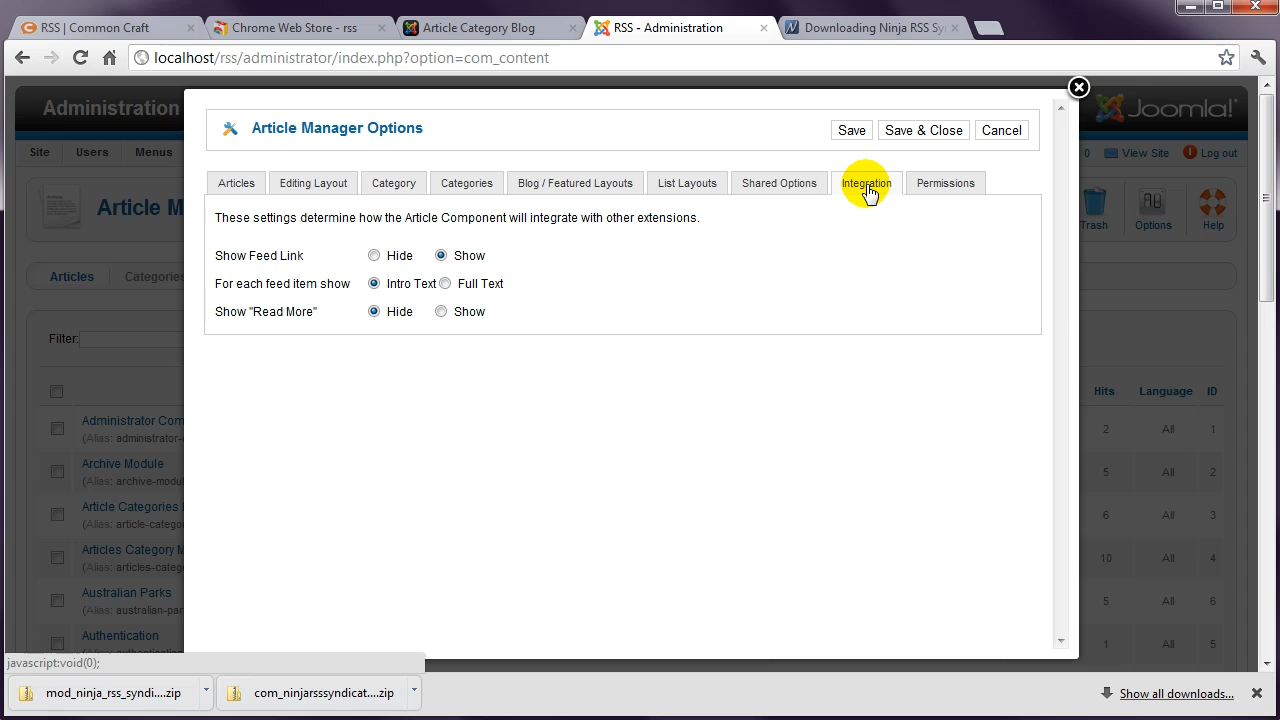 RSS | Common Craft
Chrome Web Store - rss
Article Category Blog
RSS - Administration
Downloading Ninja RSS Sy
localhost/rss/administrator/index.php?option=com_content
Administration
Joomla!
Site Users Menus
0 View Site Log out
Article M
Trash Options Help
Articles Categories
Filter:
Hits Language ID
Administrator Com
(Alias: administrator-
2 All 1
Archive Module
(Alias: archive-modu
5 All 2
Article Categories
(Alias: article-catego
6 All 3
Articles Category M
(Alias: articles-catego
10 All 4
Australian Parks
(Alias: australian-par
5 All 6
Authentication
1 All 5
Article Manager Options
Save Save & Close Cancel
Articles Editing Layout Category Categories Blog / Featured Layouts List Layouts Shared Options Integration Permissions
These settings determine how the Article Component will integrate with other extensions.
Show Feed Link Hide Show
For each feed item show Intro Text Full Text
Show "Read More" Hide Show
javascript:void(0);
mod_ninja_rss_syndi....zip
com_ninjarsssyndicat....zip
Show all downloads...